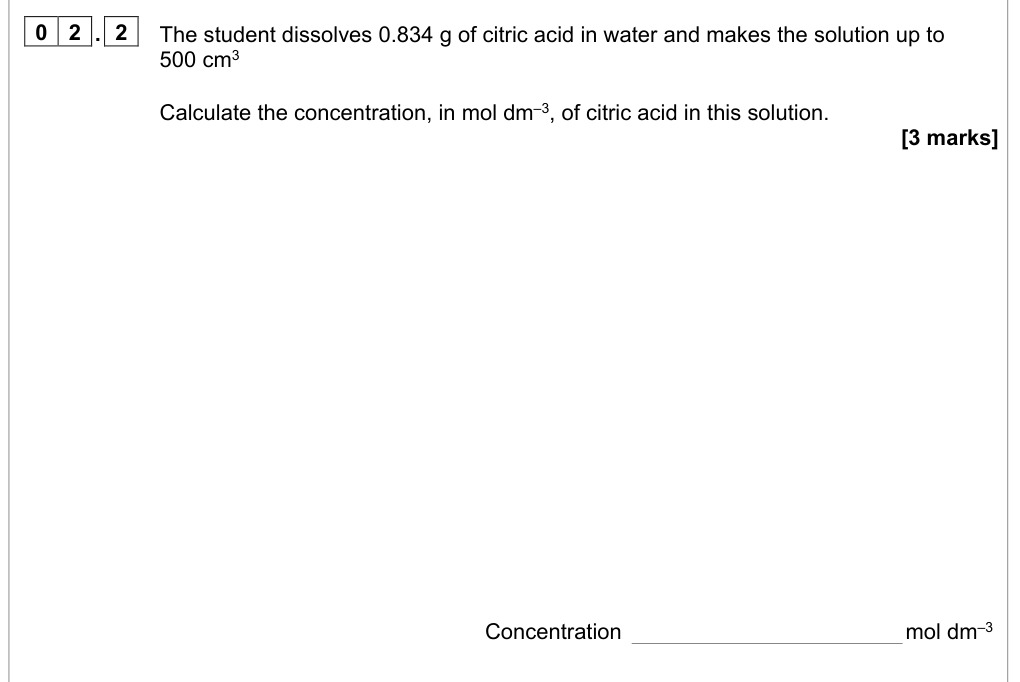 0 2 . 2 The student dissolves 0.834 g of citric acid in water and makes the solution up to
500 cm³
Calculate the concentration, in mol dm⁻³, of citric acid in this solution.
[3 marks]
Concentration ____________________ mol dm⁻³